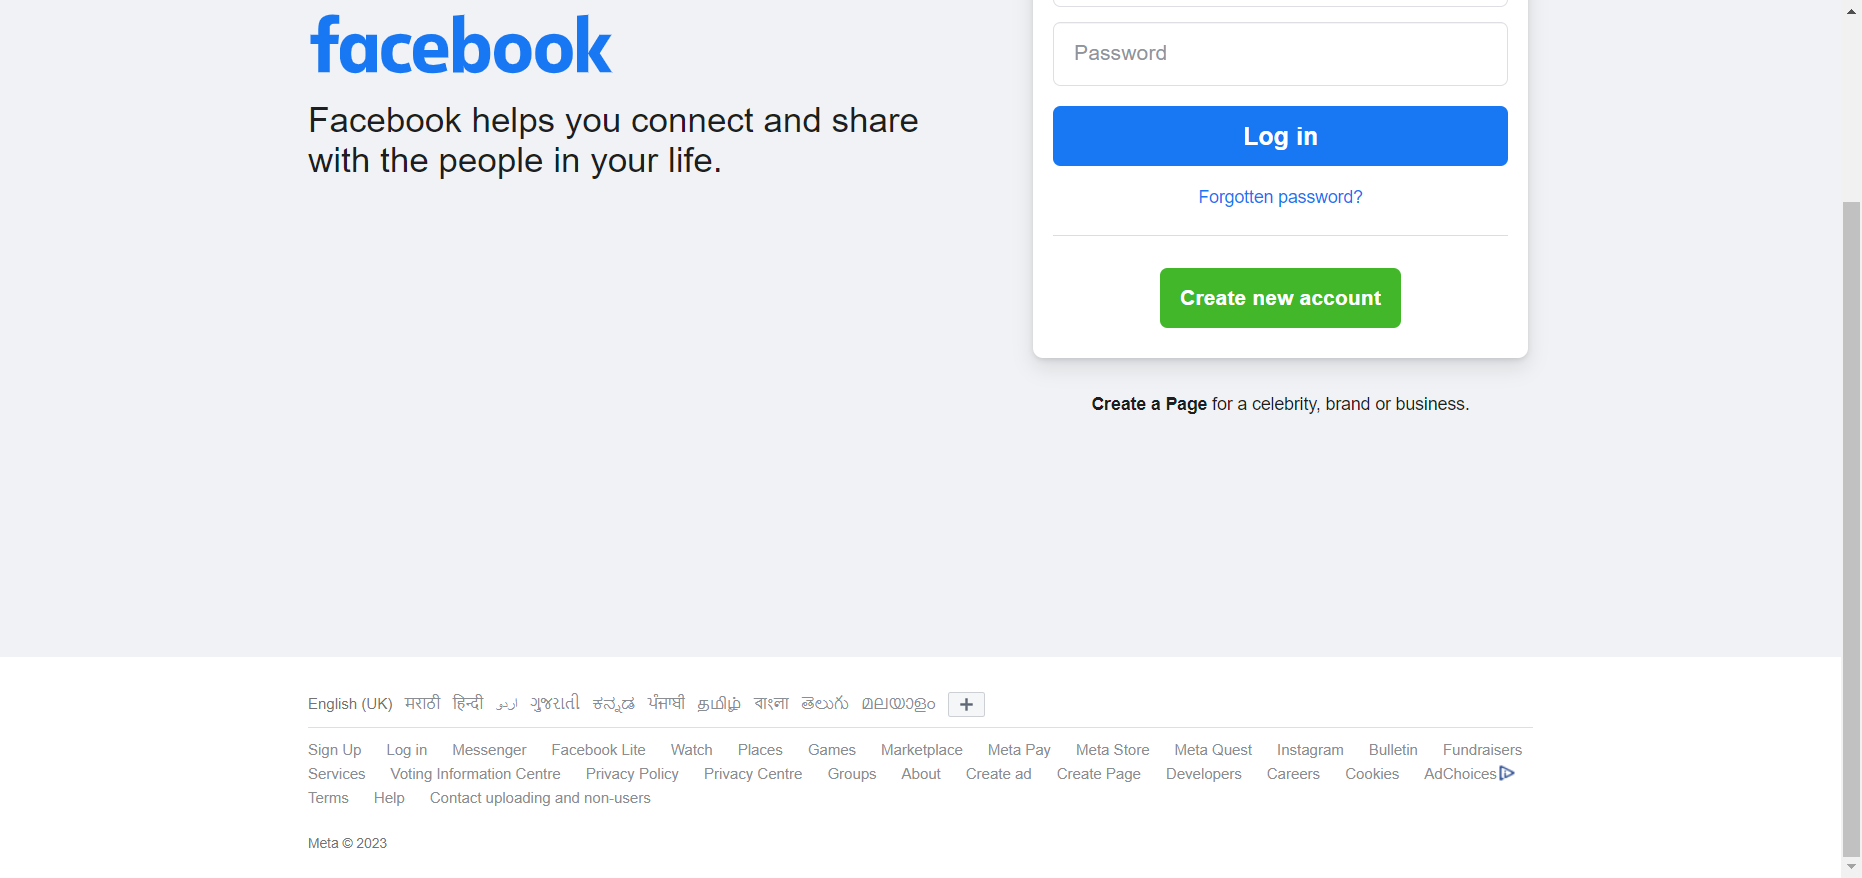 facebook
Facebook helps you connect and share
with the people in your life.
Password
Log in
Forgotten password?
Create new account
Create a Page for a celebrity, brand or business.
English (UK) मराठी हिन्दी اردو ગુજરાતી ಕನ್ನಡ ਪੰਜਾਬੀ தமிழ் বাংলা తెలుగు മലയാളം +
Sign Up Log in Messenger Facebook Lite Watch Places Games Marketplace Meta Pay Meta Store Meta Quest Instagram Bulletin Fundraisers
Services Voting Information Centre Privacy Policy Privacy Centre Groups About Create ad Create Page Developers Careers Cookies AdChoices
Terms Help Contact uploading and non-users
Meta © 2023